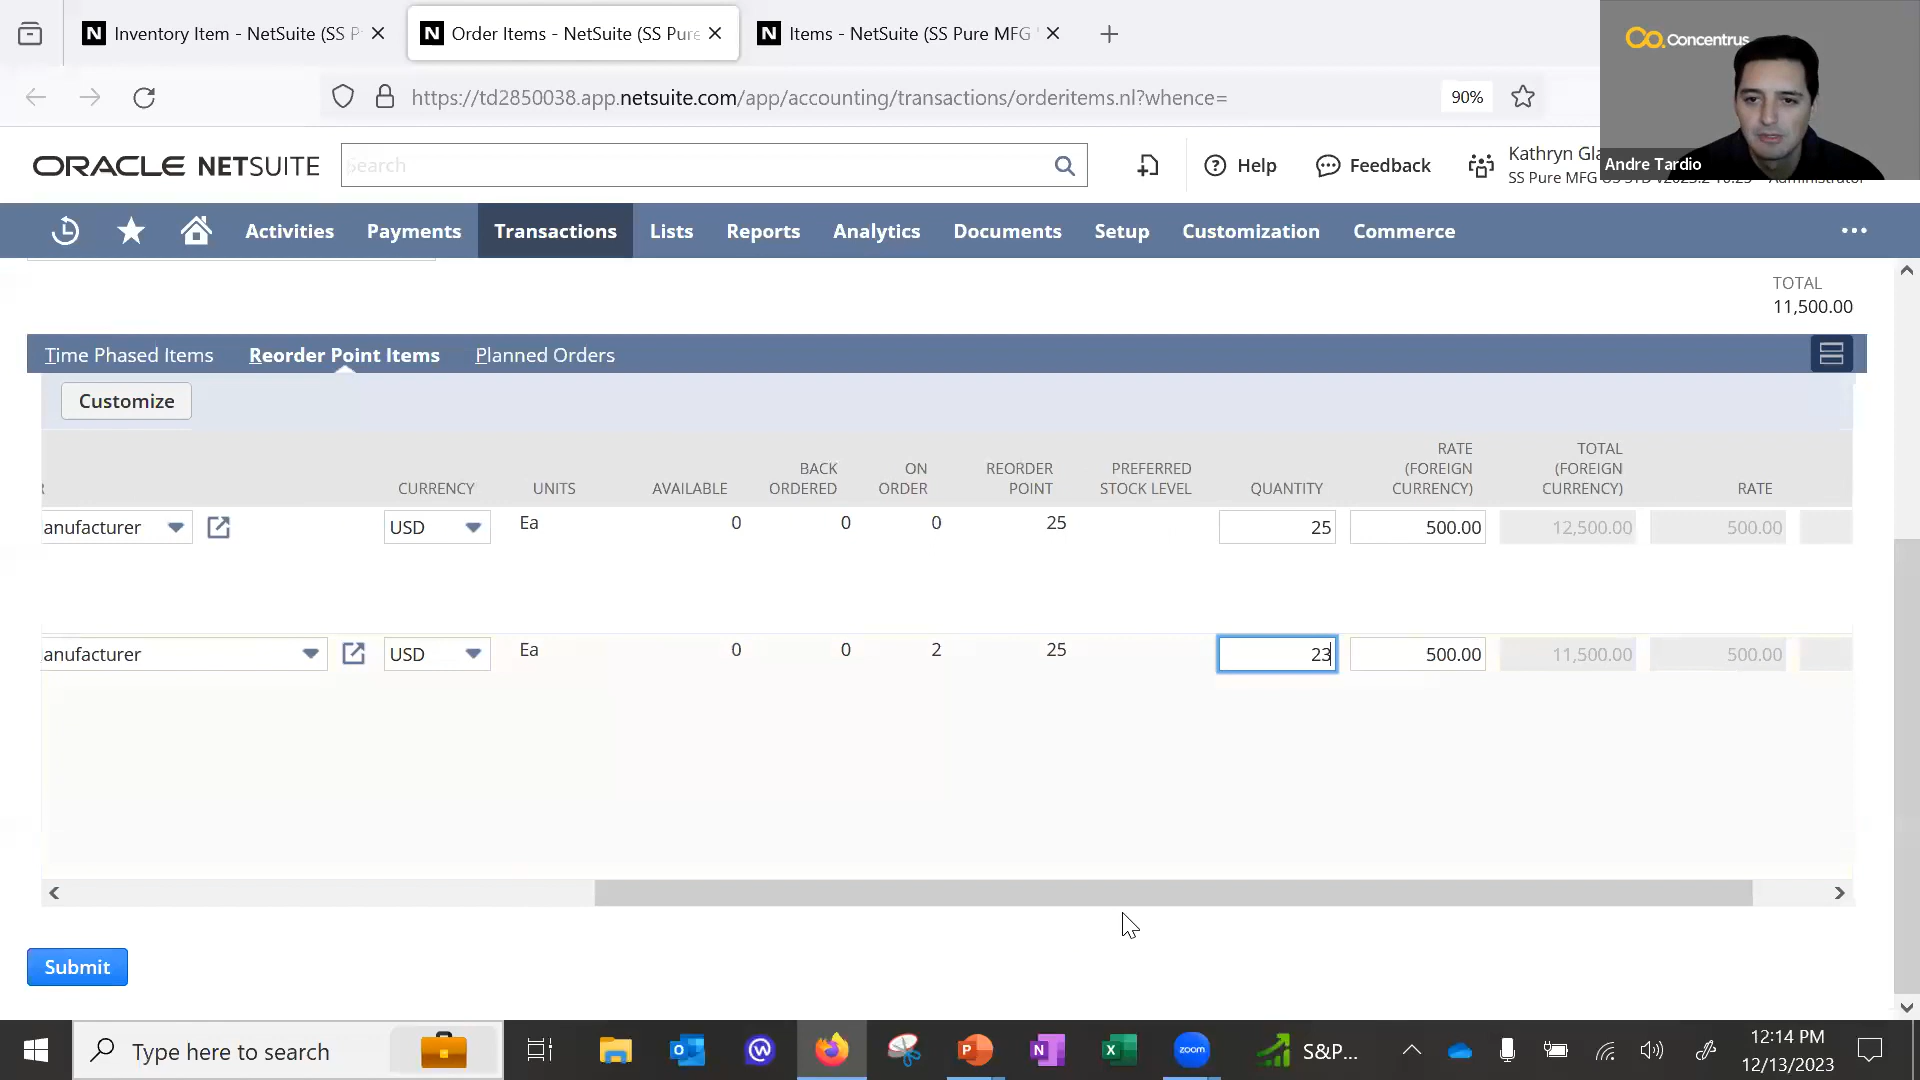 Inventory Item - NetSuite (SS P
Order Items - NetSuite (SS Pure
Items - NetSuite (SS Pure MFG
https://td2850038.app.netsuite.com/app/accounting/transactions/orderitems.nl?whence=
90%
Concentrus
Andre Tardio
ORACLE NETSUITE
Search
Help
Feedback
Kathryn Gla
SS Pure MFG
Activities
Payments
Transactions
Lists
Reports
Analytics
Documents
Setup
Customization
Commerce
TOTAL
11,500.00
Time Phased Items
Reorder Point Items
Planned Orders
Customize
CURRENCY
UNITS
AVAILABLE
BACK
ORDERED
ON
ORDER
REORDER
POINT
PREFERRED
STOCK LEVEL
QUANTITY
RATE
(FOREIGN
CURRENCY)
TOTAL
(FOREIGN
CURRENCY)
RATE
anufacturer
USD
Ea
0
0
0
25
25
500.00
12,500.00
500.00
anufacturer
USD
Ea
0
0
2
25
23
500.00
11,500.00
500.00
Submit
Type here to search
zoom
S&P...
12:14 PM
12/13/2023